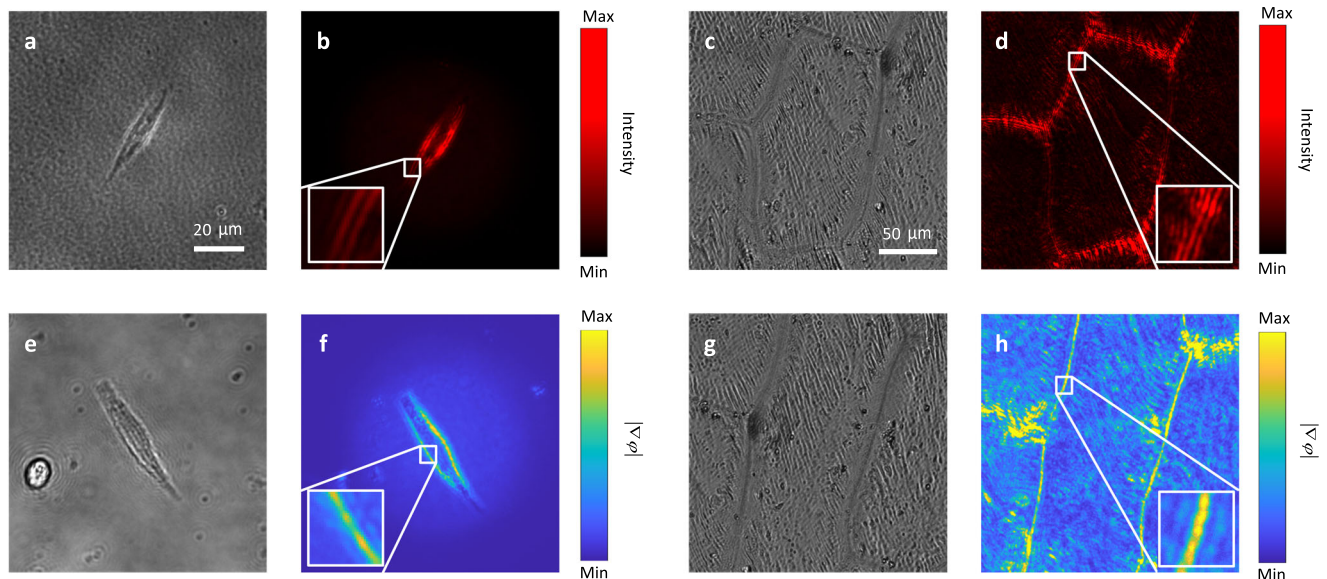 a
20 μm
b
Max
Intensity
Min
c
50 μm
d
Max
Intensity
Min
e
f
Max
|∇φ|
Min
g
h
Max
|∇φ|
Min